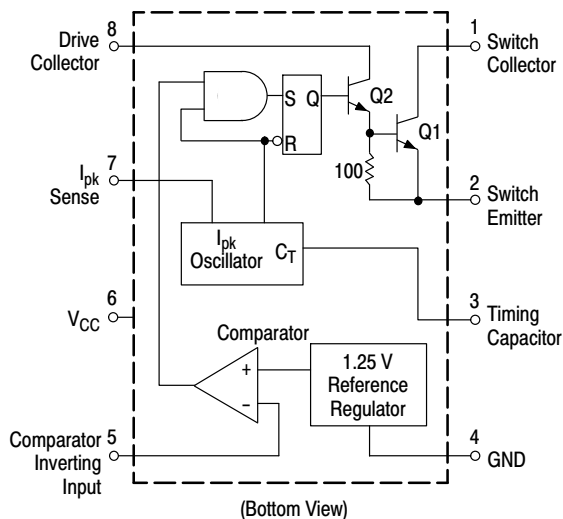 8
Drive
Collector
1
Switch
Collector
S Q
R
Q2
Q1
100
7
Ipk
Sense
2
Switch
Emitter
Ipk
Oscillator
CT
6
VCC
3
Timing
Capacitor
Comparator
+
–
1.25 V
Reference
Regulator
5
Comparator
Inverting
Input
4
GND
(Bottom View)